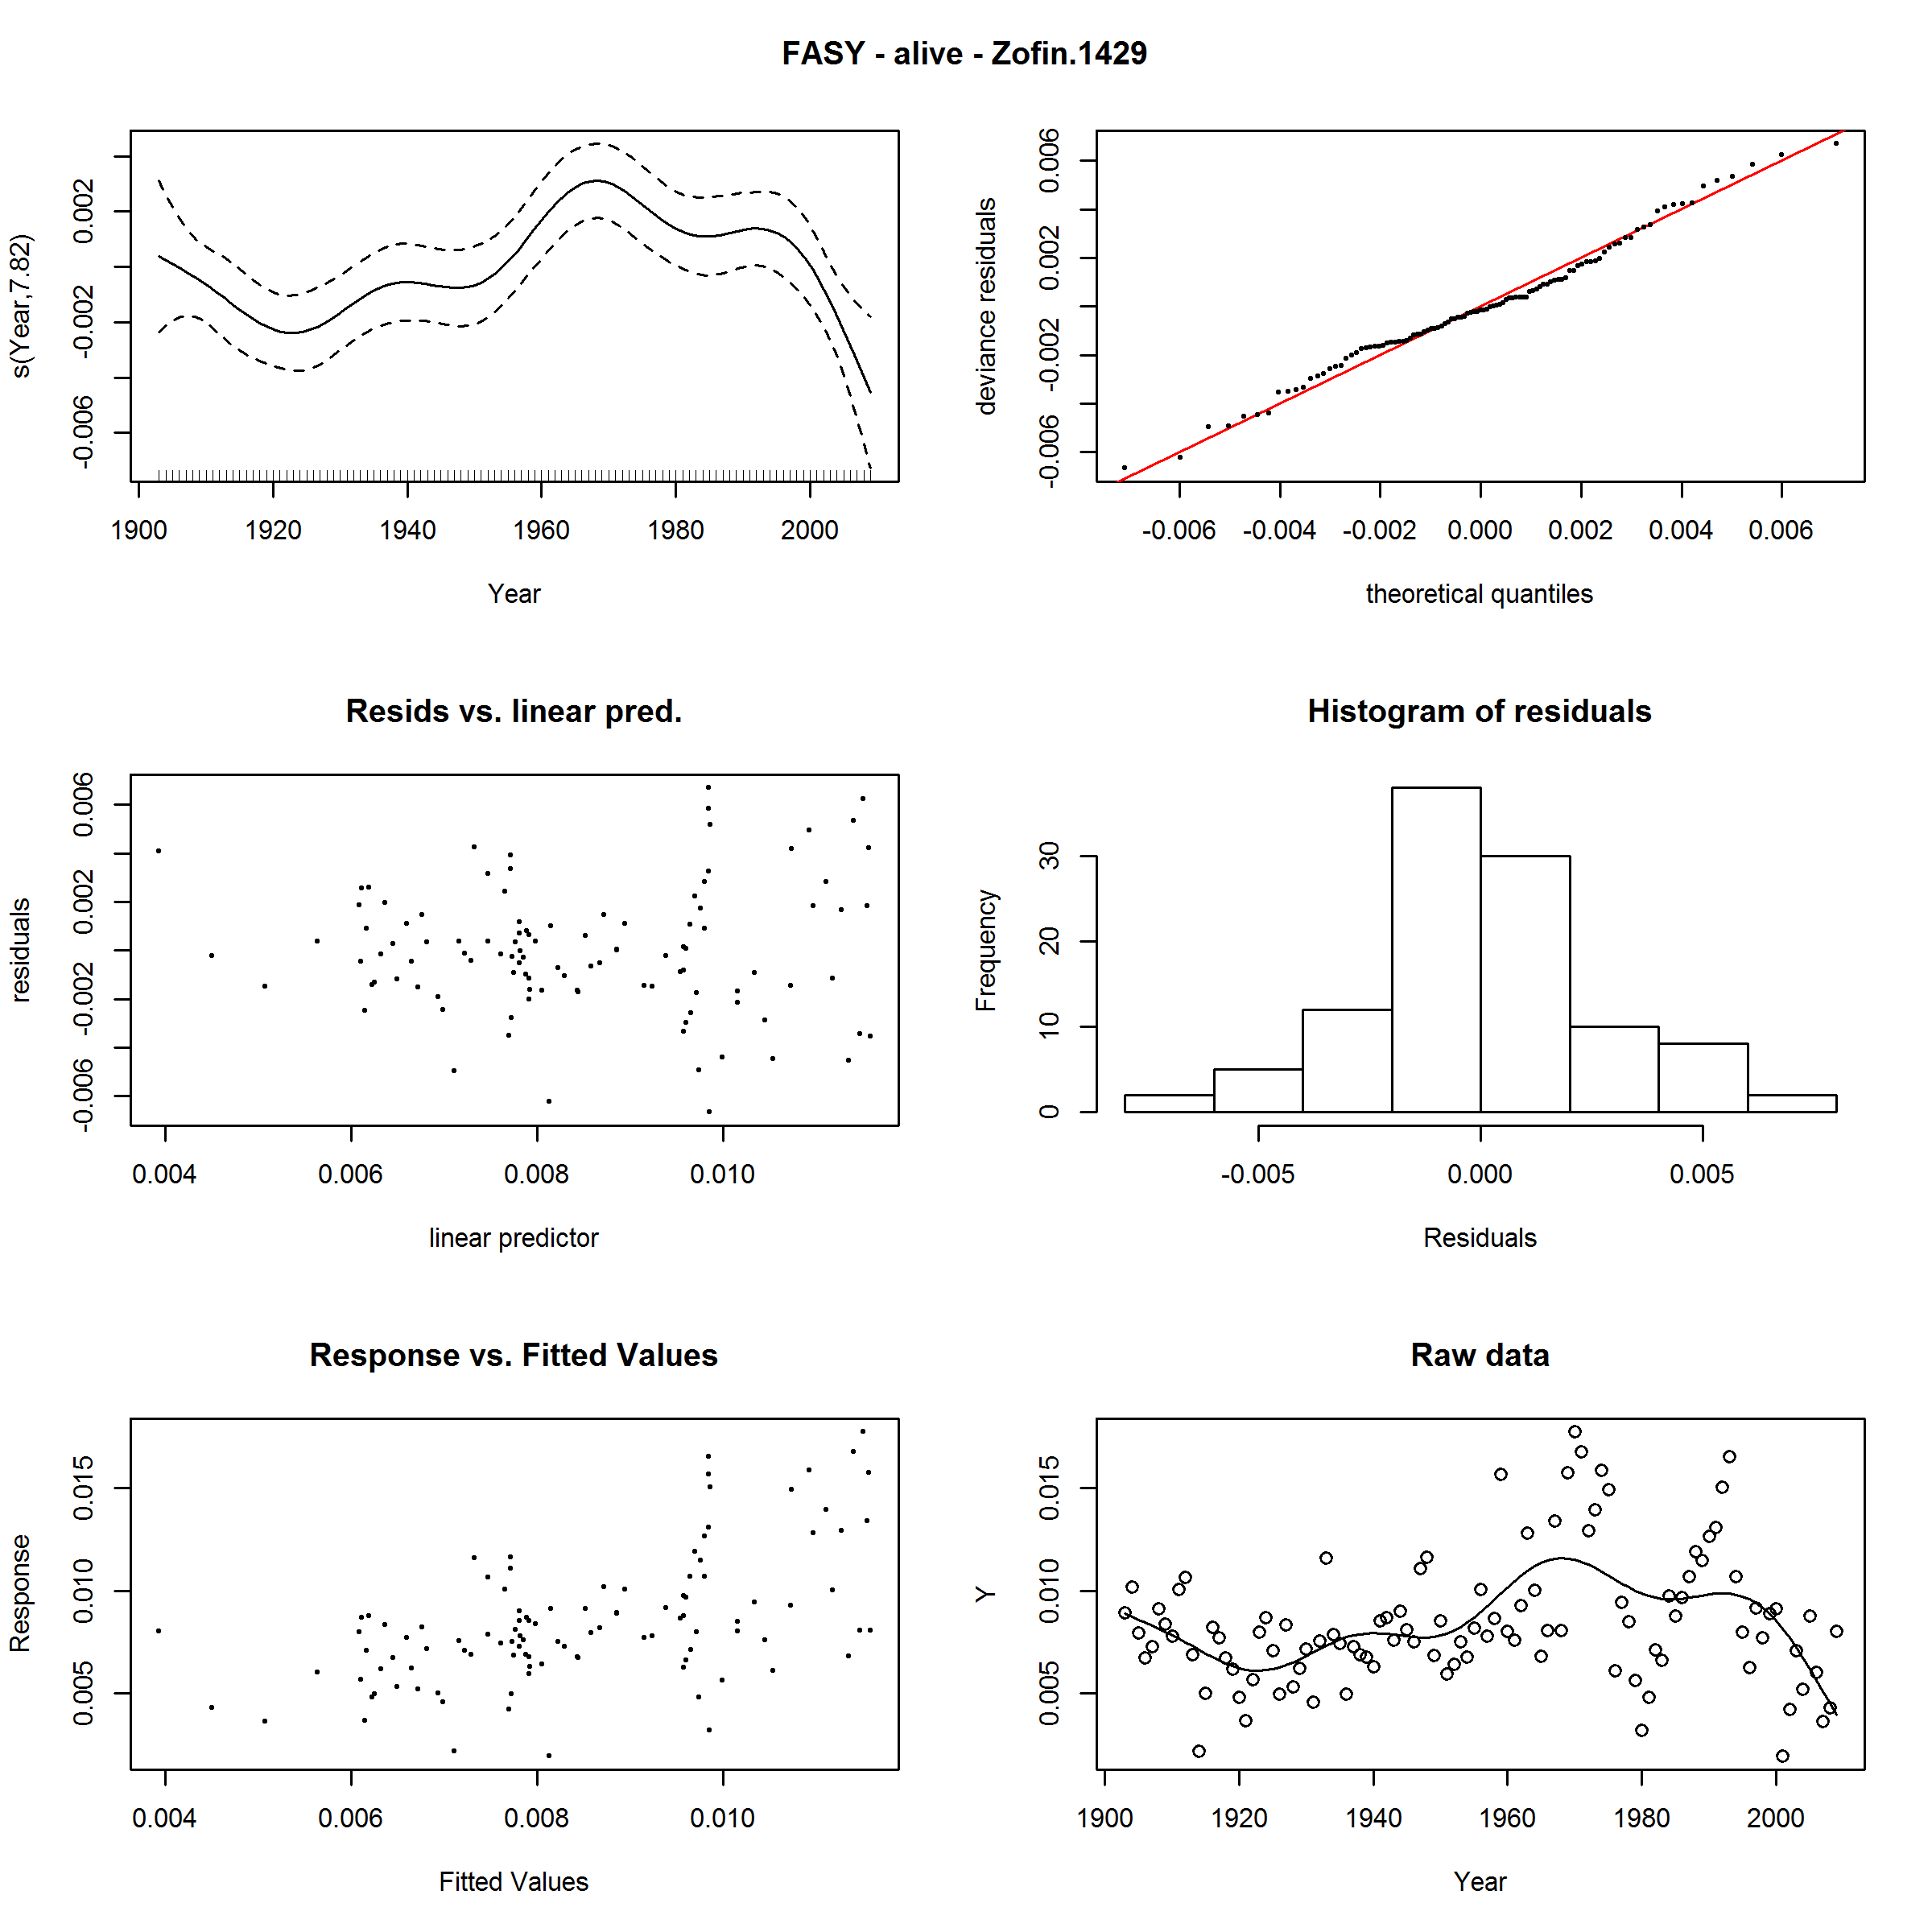 FASY - alive - Zofin.1429
s(Year,7.82)
-0.006 -0.002 0.002
1900 1920 1940 1960 1980 2000
Year
deviance residuals
-0.006 -0.002 0.002 0.006
-0.006 -0.004 -0.002 0.000 0.002 0.004 0.006
theoretical quantiles
Resids vs. linear pred.
residuals
-0.006 -0.002 0.002 0.006
0.004 0.006 0.008 0.010
linear predictor
Histogram of residuals
Frequency
0 10 20 30
-0.005 0.000 0.005
Residuals
Response vs. Fitted Values
Response
0.005 0.010 0.015
0.004 0.006 0.008 0.010
Fitted Values
Raw data
Y
0.005 0.010 0.015
1900 1920 1940 1960 1980 2000
Year